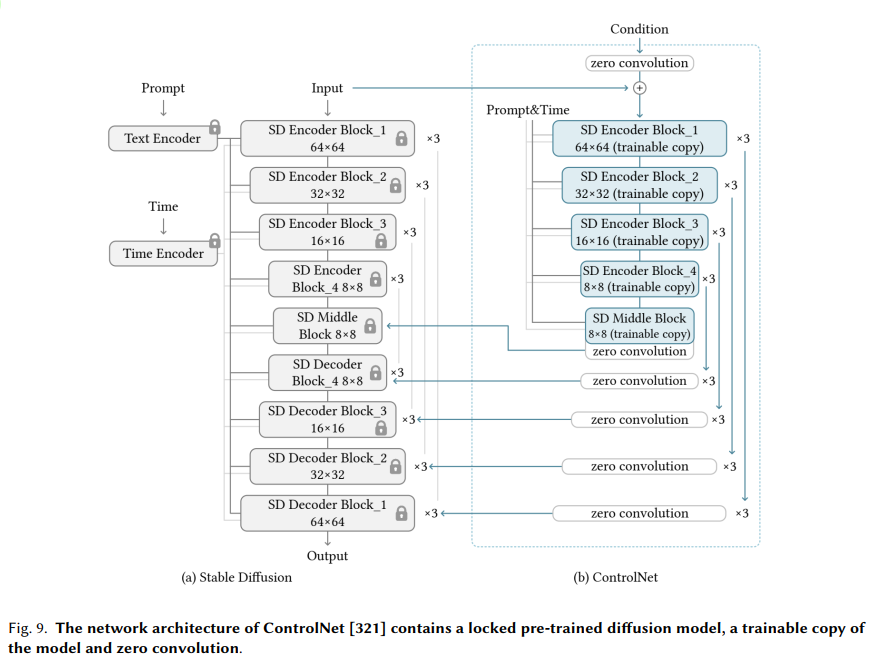 Condition
zero convolution
Prompt
Input
+
Prompt&Time
Text Encoder
SD Encoder Block_1
64×64
×3
SD Encoder Block_1
64×64 (trainable copy)
×3
SD Encoder Block_2
32×32
×3
SD Encoder Block_2
32×32 (trainable copy)
×3
Time
SD Encoder Block_3
16×16
×3
SD Encoder Block_3
16×16 (trainable copy)
×3
Time Encoder
SD Encoder
Block_4 8×8
×3
SD Encoder Block_4
8×8 (trainable copy)
×3
SD Middle
Block 8×8
SD Middle Block
8×8 (trainable copy)
zero convolution
SD Decoder
Block_4 8×8
×3
zero convolution
×3
SD Decoder Block_3
16×16
×3
zero convolution
×3
SD Decoder Block_2
32×32
×3
zero convolution
×3
SD Decoder Block_1
64×64
×3
zero convolution
×3
Output
(a) Stable Diffusion
(b) ControlNet
Fig. 9. The network architecture of ControlNet [321] contains a locked pre-trained diffusion model, a trainable copy of
the model and zero convolution.